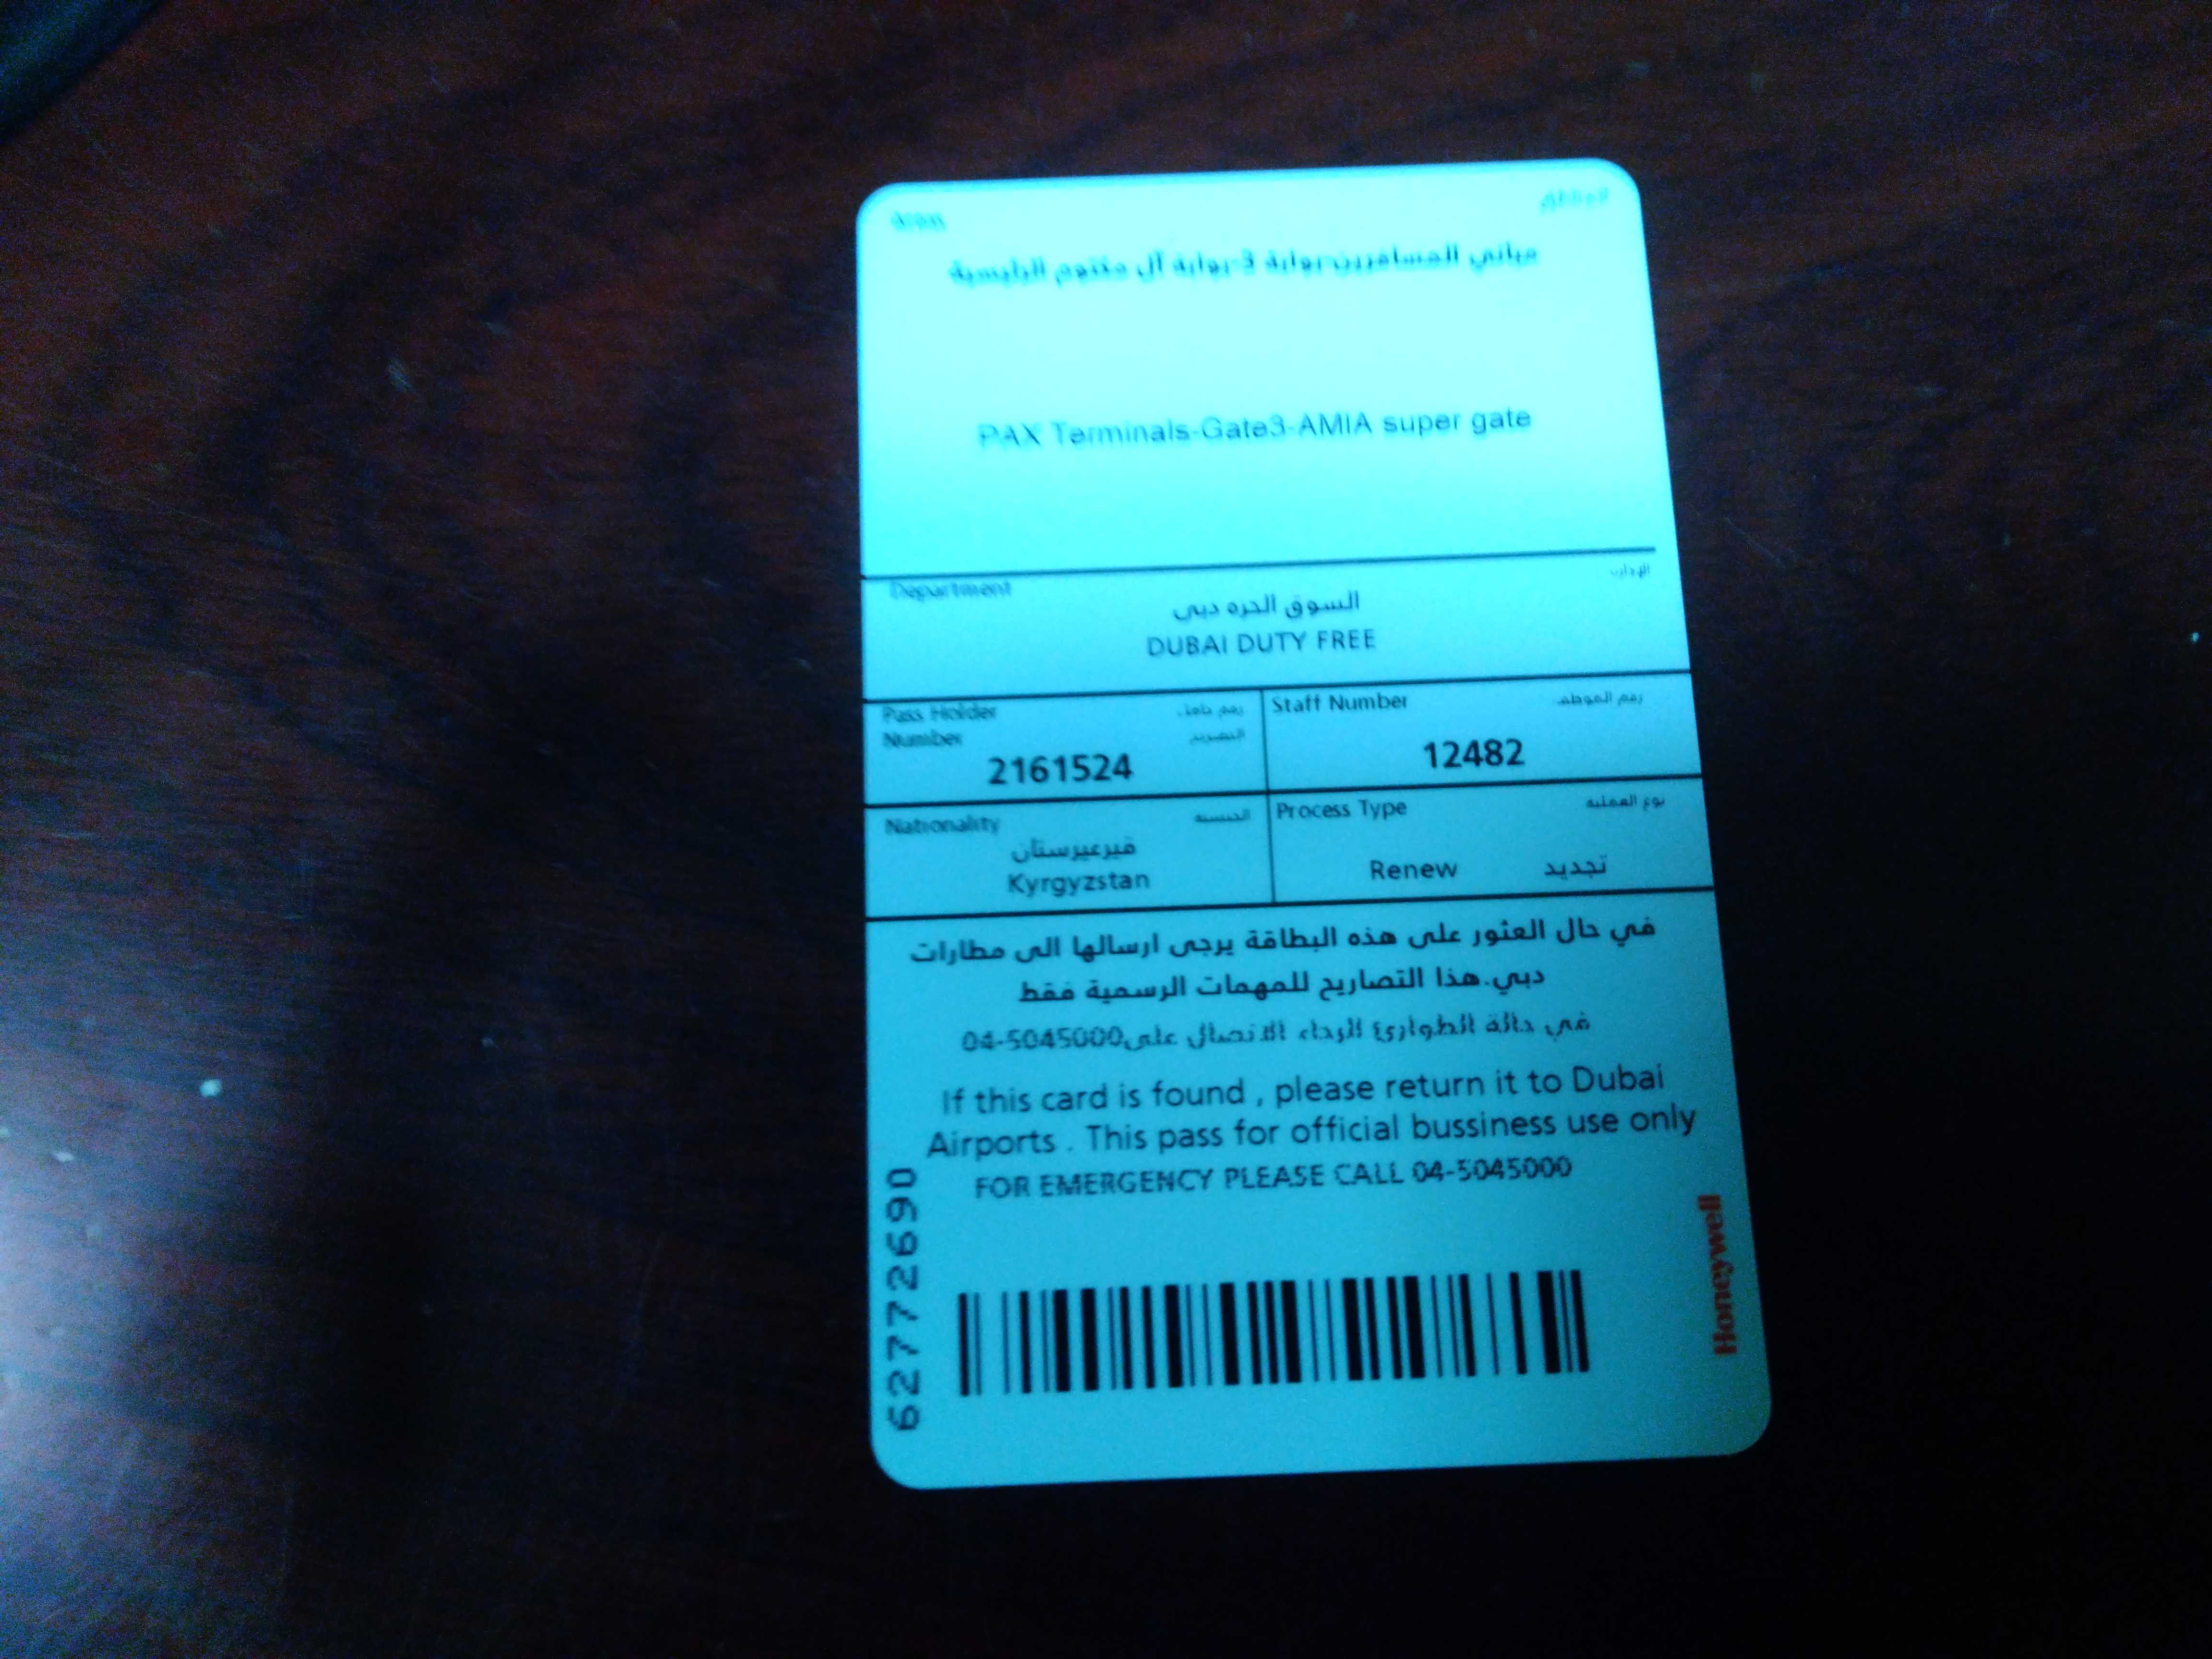 Areas
المناطق
مباني المسافرين-بوابة 3-بوابة آل مكتوم الرئيسية
PAX Terminals-Gate3-AMIA super gate
Department
السوق الحره دبي
DUBAI DUTY FREE
Pass Holder
Number
2161524
Staff Number
رقم الموظف
12482
Nationality
الجنسيه
قيرغيرستان
Kyrgyzstan
Process Type
نوع العمليه
Renew تجديد
في حال العثور على هذه البطاقة يرجى ارسالها الى مطارات
دبي.هذا التصاريح للمهمات الرسمية فقط
في حالة الطوارئ الرجاء الاتصال على04-5045000
If this card is found , please return it to Dubai
Airports . This pass for official bussiness use only
FOR EMERGENCY PLEASE CALL 04-5045000
62772690
Honeywell